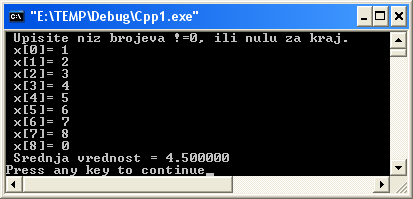 "E:\TEMP\Debug\Cpp1.exe"
Upisite niz brojeva !=0, ili nulu za kraj.
x[0]= 1
x[1]= 2
x[2]= 3
x[3]= 4
x[4]= 5
x[5]= 6
x[6]= 7
x[7]= 8
x[8]= 0
Srednja vrednost = 4.500000
Press any key to continue_